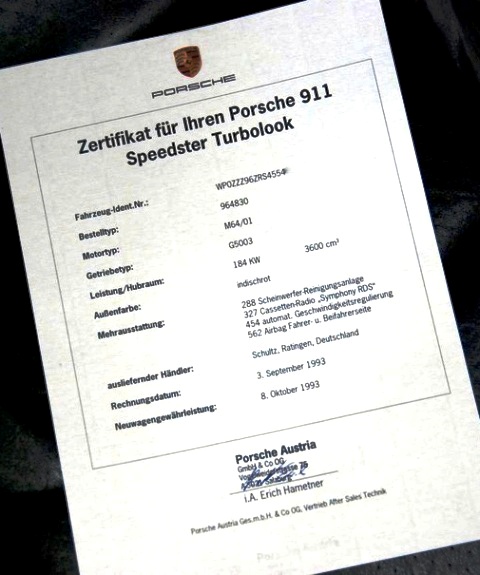 PORSCHE
Zertifikat für Ihren Porsche 911
Speedster Turbolook
Fahrzeug-Ident.Nr.: WP0ZZZ96ZRS4554
Bestelltyp: 964830
Motortyp: M64/01
Getriebetyp: G5003
Leistung/Hubraum: 184 KW 3600 cm³
Außenfarbe: indischrot
Mehrausstattung: 288 Scheinwerfer-Reinigungsanlage
327 Cassetten-Radio „Symphony RDS"
454 automat. Geschwindigkeitsregulierung
562 Airbag Fahrer- u. Beifahrerseite
ausliefernder Händler: Schultz, Ratingen, Deutschland
Rechnungsdatum: 3. September 1993
Neuwagengewährleistung: 8. Oktober 1993
Porsche Austria
GmbH & Co OG
Salzburg
i.A. Erich Hametner
Porsche Austria Ges.m.b.H. & Co OG, Vertrieb After Sales Technik